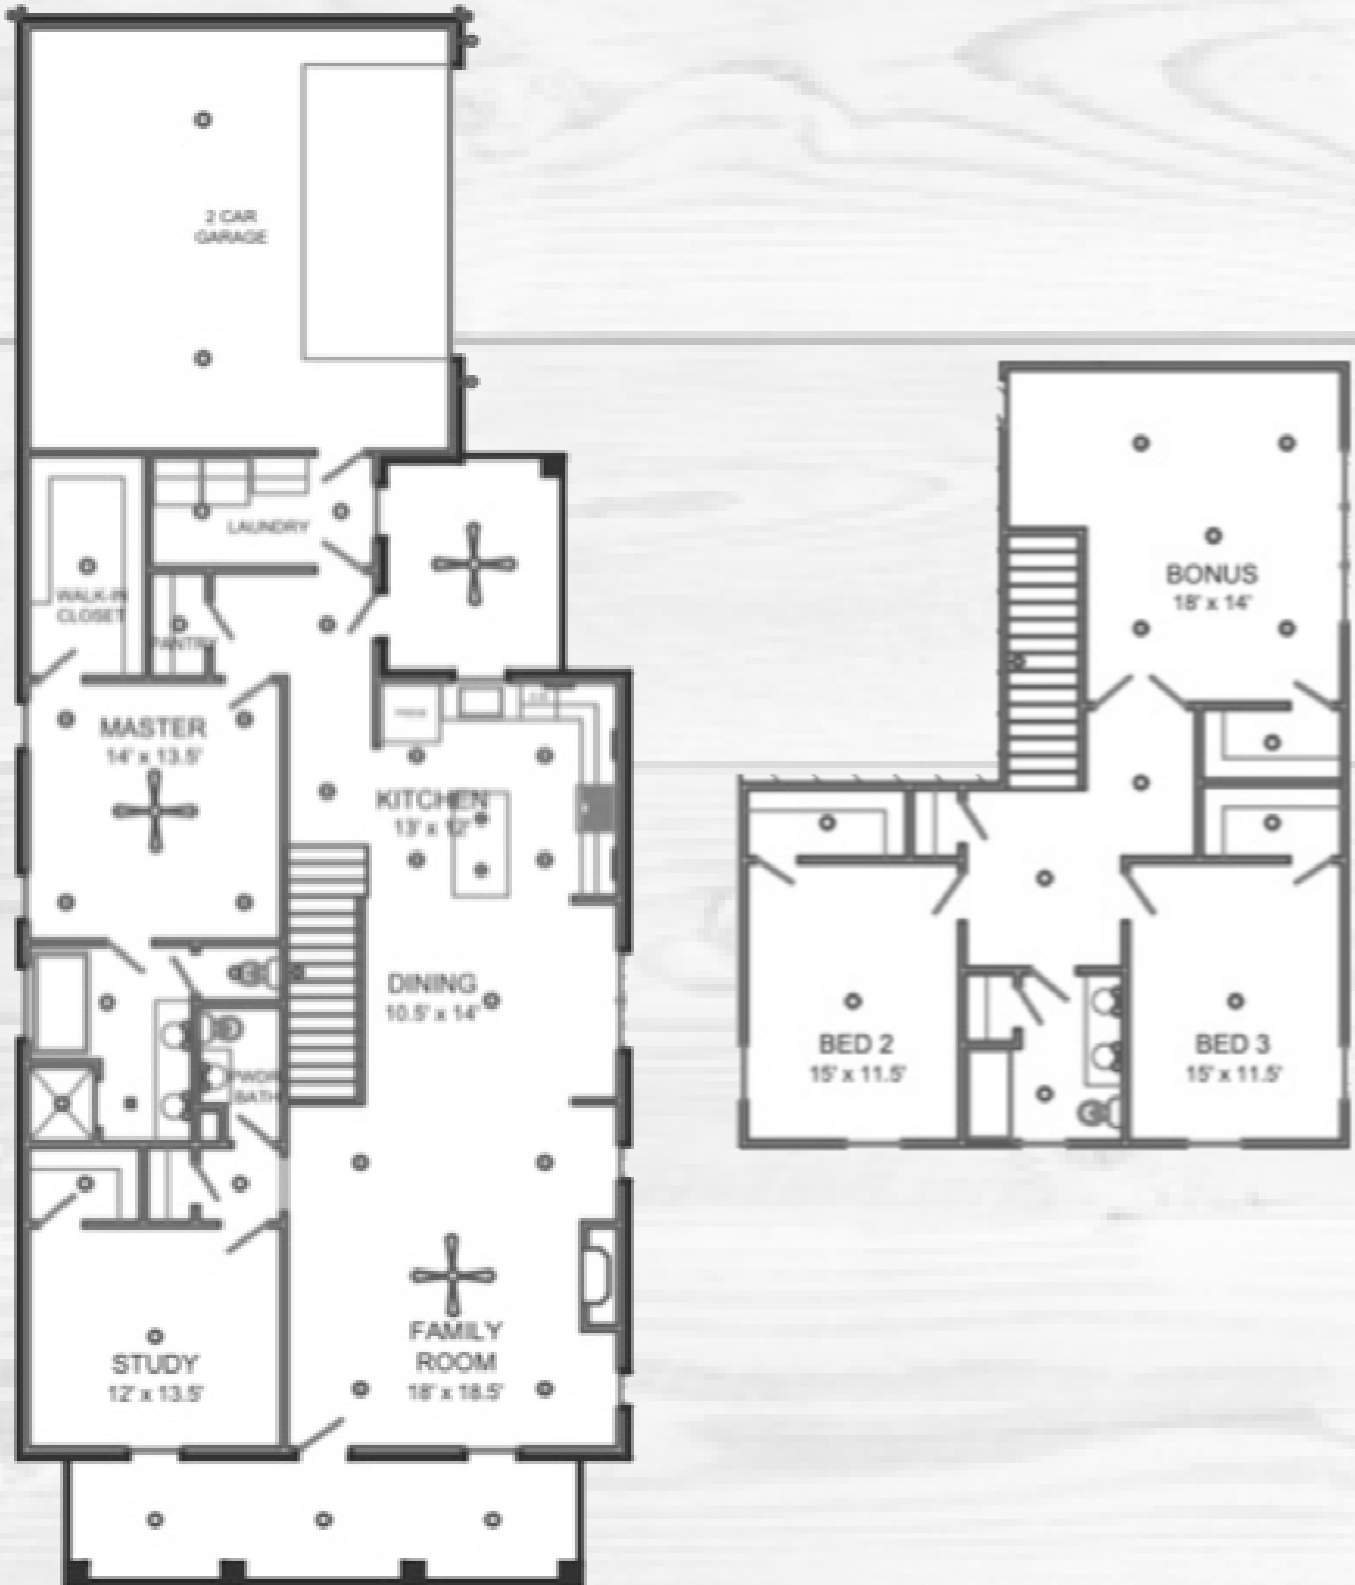 2 CAR
GARAGE
LAUNDRY
WALK-IN
CLOSET
PANTRY
MASTER
14' x 13.5'
KITCHEN
13' x 12'
DINING
10.5' x 14'
PWDR
BATH
FAMILY
ROOM
18' x 18.5'
STUDY
12' x 13.5'
BONUS
18' x 14'
BED 2
15' x 11.5'
BED 3
15' x 11.5'